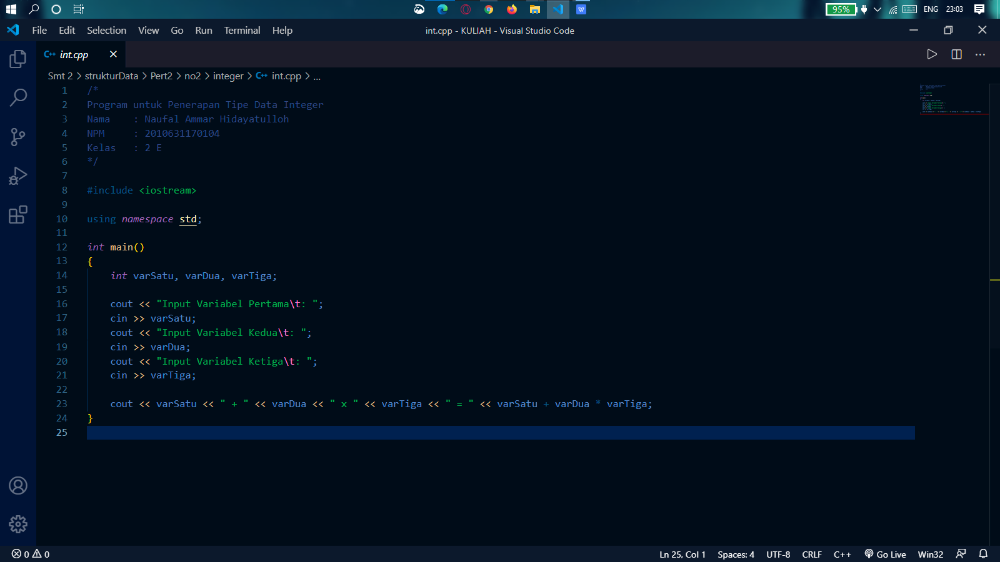 95% ENG 23:03
File Edit Selection View Go Run Terminal Help int.cpp - KULIAH - Visual Studio Code
C++ int.cpp
Smt 2 > strukturData > Pert2 > no2 > integer > C++ int.cpp > ...
1 /*
2 Program untuk Penerapan Tipe Data Integer
3 Nama    : Naufal Ammar Hidayatulloh
4 NPM     : 2010631170104
5 Kelas   : 2 E
6 */
7
8 #include <iostream>
9
10 using namespace std;
11
12 int main()
13 {
14     int varSatu, varDua, varTiga;
15
16     cout << "Input Variabel Pertama\t: ";
17     cin >> varSatu;
18     cout << "Input Variabel Kedua\t: ";
19     cin >> varDua;
20     cout << "Input Variabel Ketiga\t: ";
21     cin >> varTiga;
22
23     cout << varSatu << " + " << varDua << " x " << varTiga << " = " << varSatu + varDua * varTiga;
24 }
25
0 0 Ln 25, Col 1 Spaces: 4 UTF-8 CRLF C++ Go Live Win32